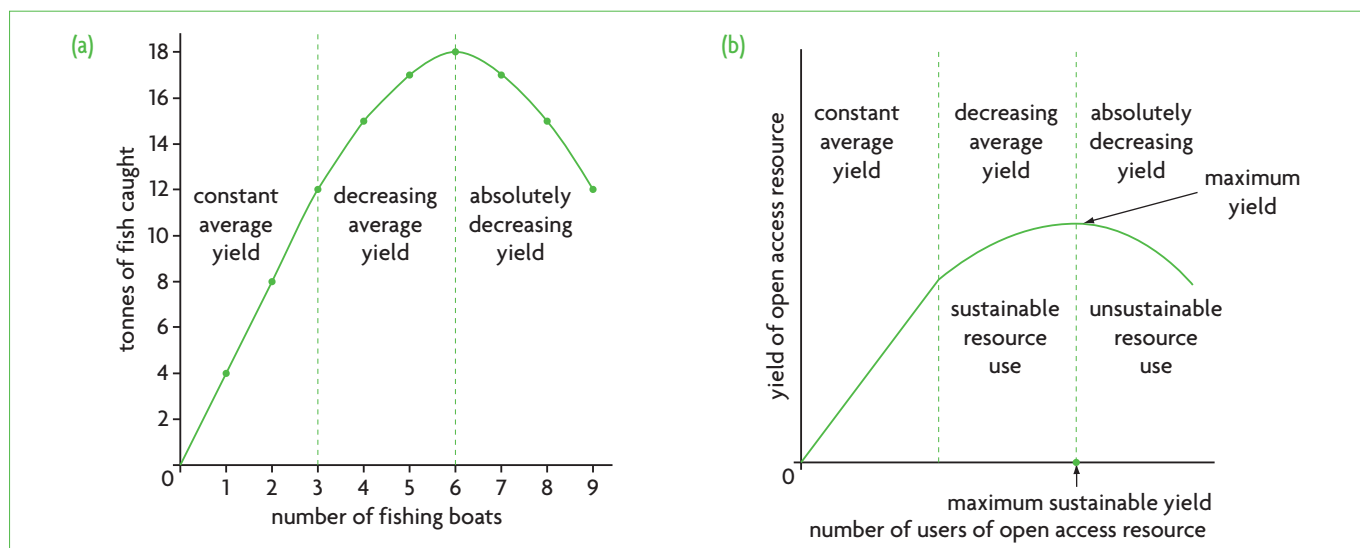 (a)
18
16
14
12
10
8
6
4
2
0
tonnes of fish caught
constant
average
yield
decreasing
average
yield
absolutely
decreasing
yield
1 2 3 4 5 6 7 8 9
number of fishing boats
(b)
yield of open access resource
constant
average
yield
decreasing
average
yield
absolutely
decreasing
yield
maximum
yield
sustainable
resource
use
unsustainable
resource
use
0
maximum sustainable yield
number of users of open access resource